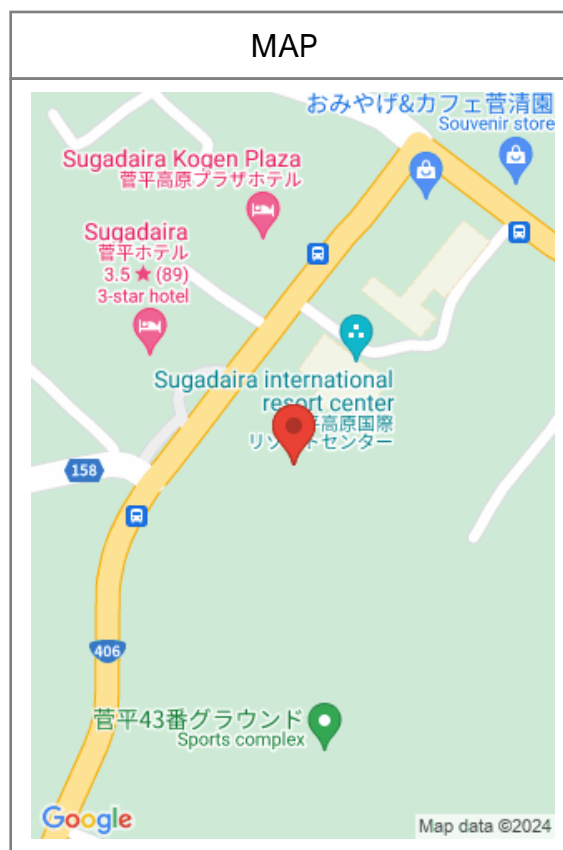 MAP
おみやげ&カフェ菅清園
Souvenir store
Sugadaira Kogen Plaza
菅平高原プラザホテル
Sugadaira
菅平ホテル
3.5 ★ (89)
3-star hotel
Sugadaira international
resort center
平高原国際
リゾートセンター
158
406
菅平43番グラウンド
Sports complex
Google
Map data ©2024